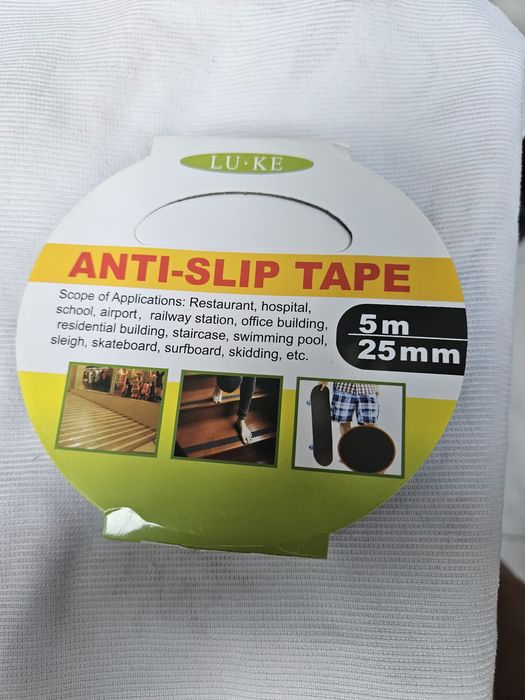 LU·KE
ANTI-SLIP TAPE
Scope of Applications: Restaurant, hospital,
school, airport, railway station, office building,
residential building, staircase, swimming pool,
sleigh, skateboard, surfboard, skidding, etc.
5m
25mm